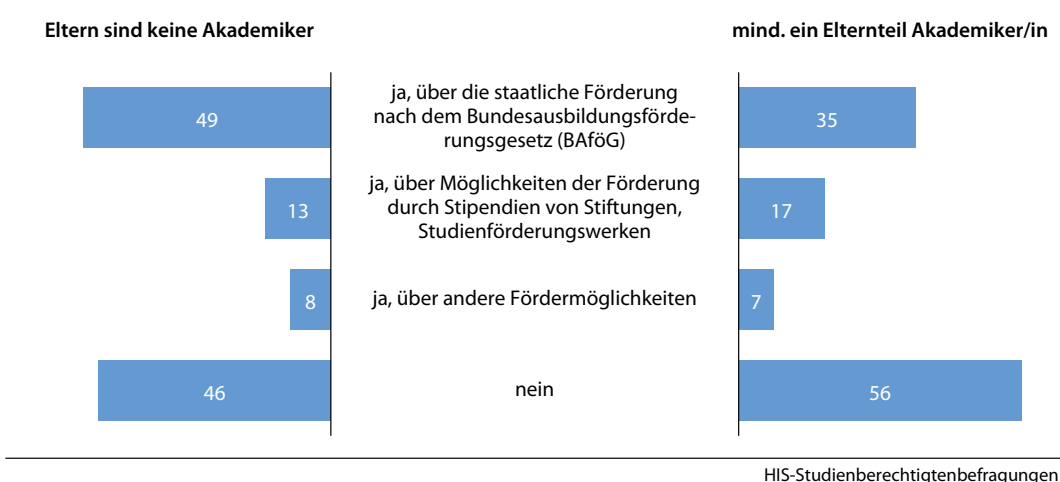 Eltern sind keine Akademiker
mind. ein Elternteil Akademiker/in
49
ja, über die staatliche Förderung
nach dem Bundesausbildungsförde-
rungsgesetz (BAföG)
35
13
ja, über Möglichkeiten der Förderung
durch Stipendien von Stiftungen,
Studienförderungswerken
17
8
ja, über andere Fördermöglichkeiten
7
46
nein
56
HIS-Studienberechtigtenbefragungen